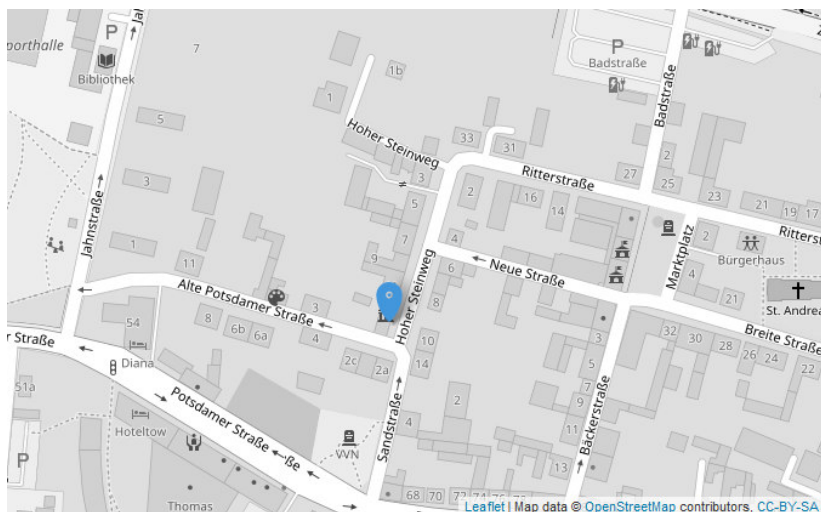 Jahnstraße
porthalle
Bibliothek
P
7
1b
1
5
Hoher Steinweg
33
31
3
Ritterstraße
16
14
2
27
25
2
23
21
19
17
Ritterst
Badstraße
P
Marktplatz
2
4
21
Bürgerhaus
St. Andrea
Jahnstraße
3
1
11
5
7
9
4
6
8
Neue Straße
Hoher Steinweg
Alte Potsdamer Straße
8
6b
6a
3
4
2c
2a
10
14
54
Diana
er Straße
51a
Hoteltow
Potsdamer Straße
ße
VVN
Sandstraße
4
2
Bäckerstraße
3
5
7
9
11
13
32
30
28
26
24
22
Breite Straße
P
Thomas
68
70
72
74
Leaflet | Map data © OpenStreetMap contributors, CC-BY-SA